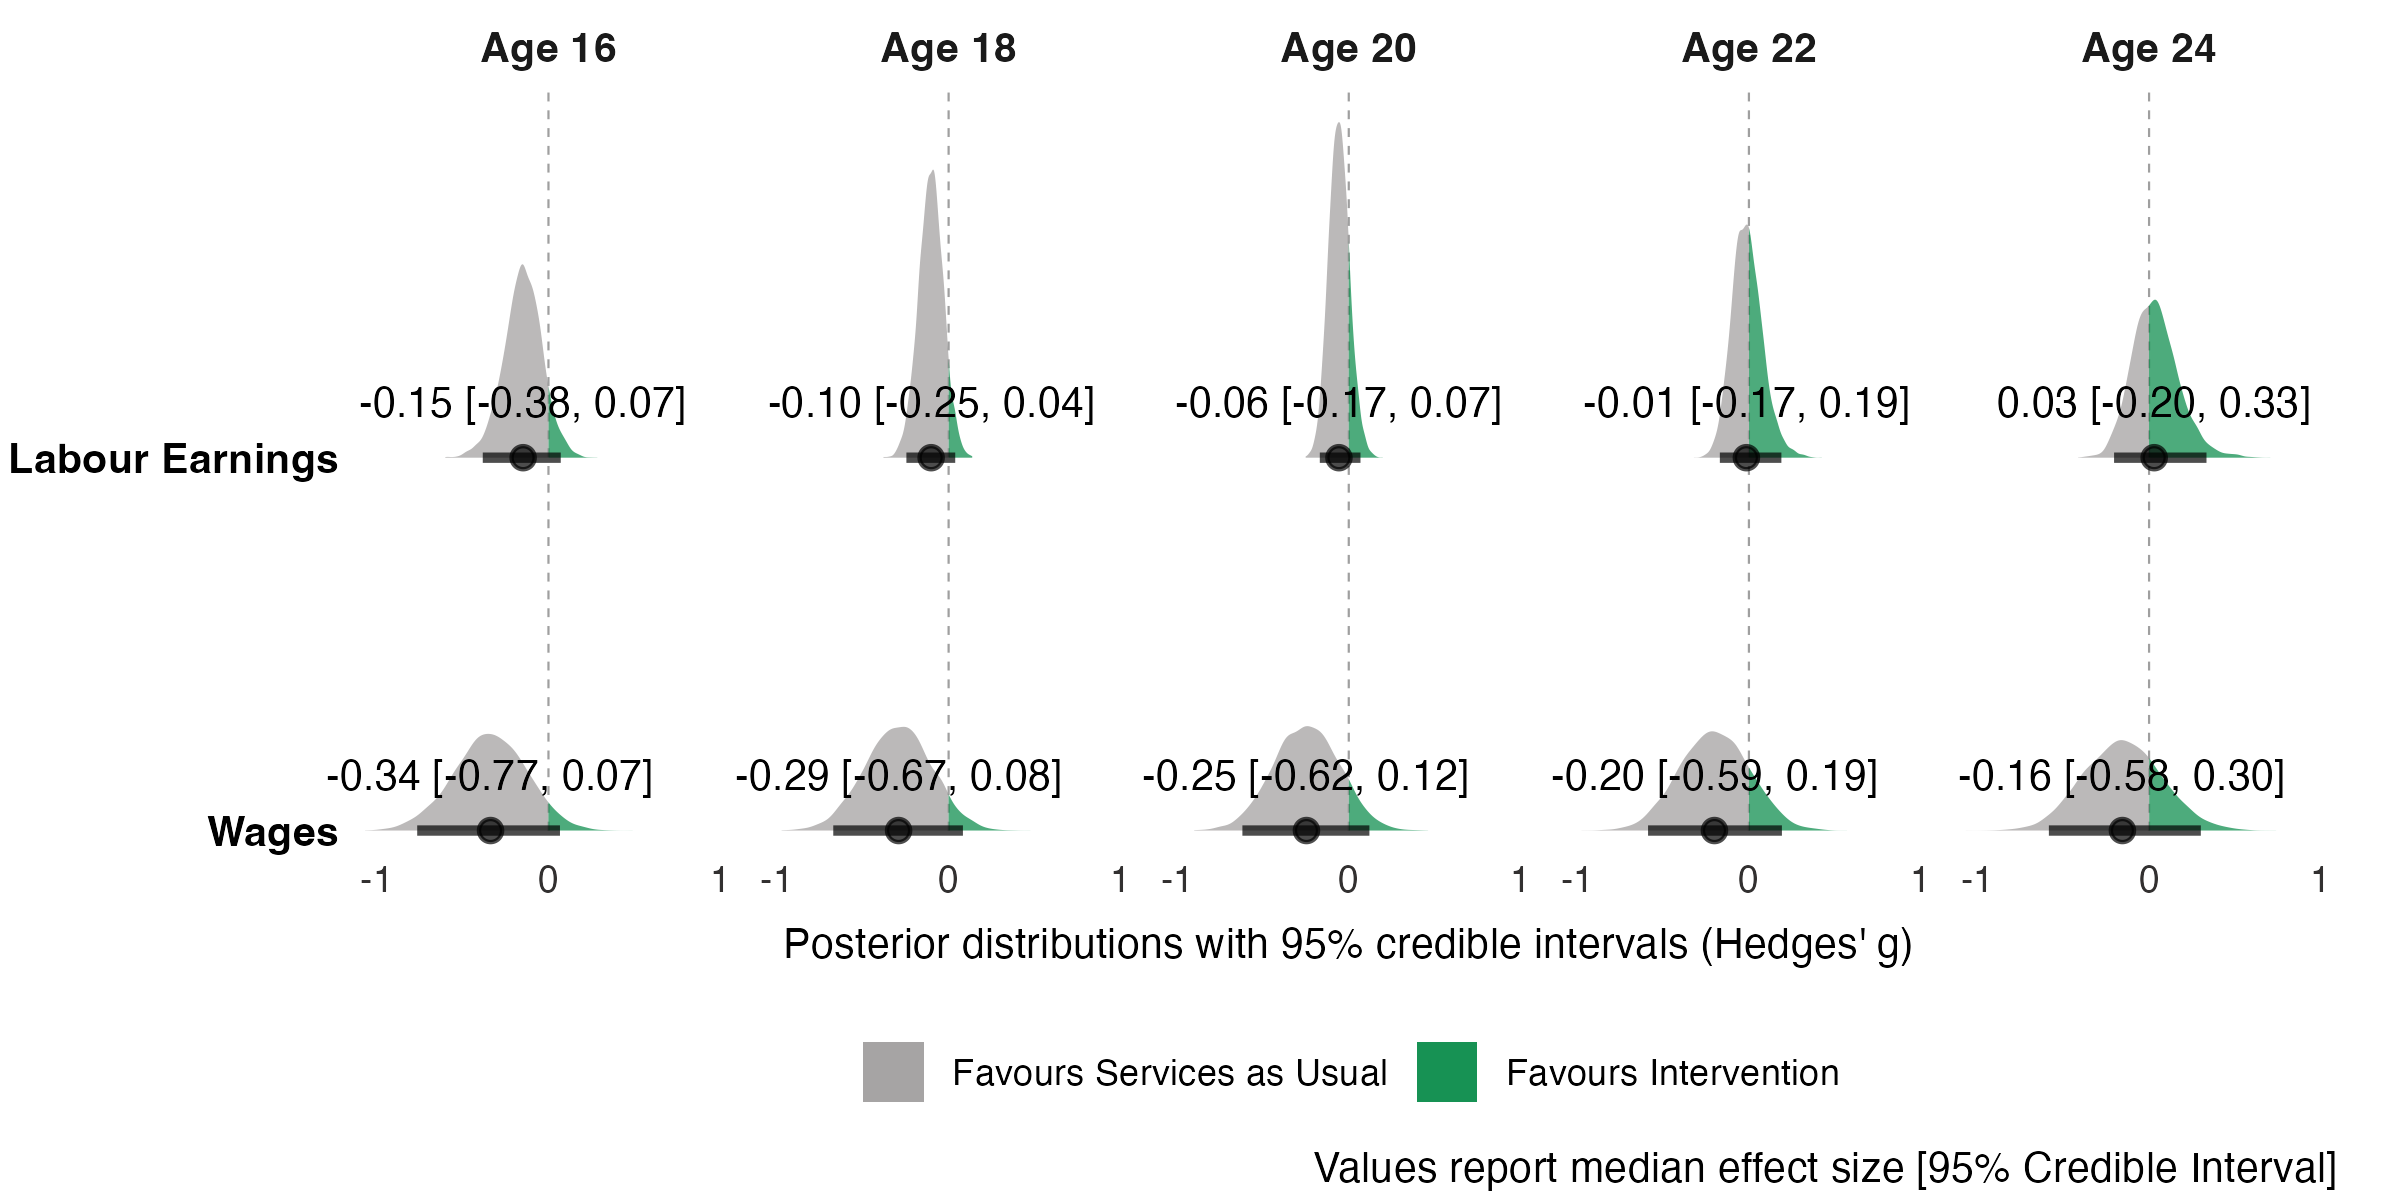 Age 16 Age 18 Age 20 Age 22 Age 24
-0.15 [-0.38, 0.07] -0.10 [-0.25, 0.04] -0.06 [-0.17, 0.07] -0.01 [-0.17, 0.19] 0.03 [-0.20, 0.33]
Labour Earnings
-0.34 [-0.77, 0.07] -0.29 [-0.67, 0.08] -0.25 [-0.62, 0.12] -0.20 [-0.59, 0.19] -0.16 [-0.58, 0.30]
Wages
-1 0 1 -1 0 1 -1 0 1 -1 0 1 -1 0 1
Posterior distributions with 95% credible intervals (Hedges' g)
Favours Services as Usual Favours Intervention
Values report median effect size [95% Credible Interval]